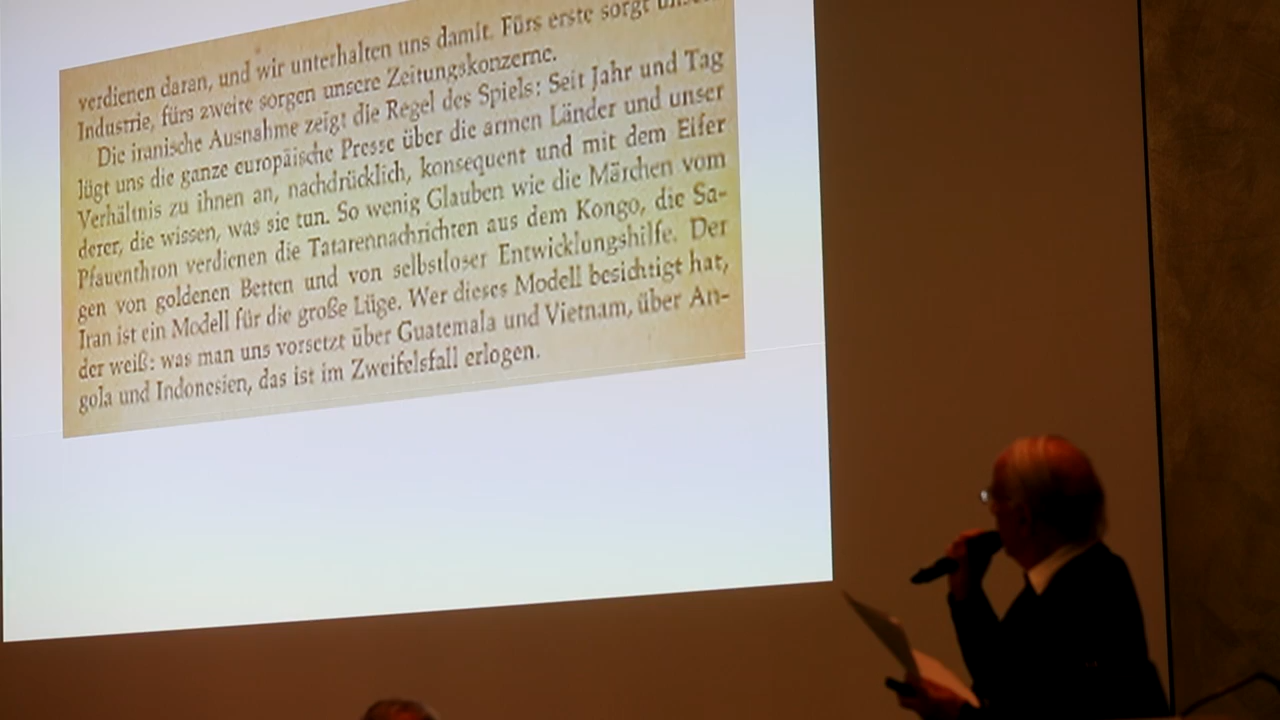 verdienen daran, und wir unterhalten uns damit. Fürs erste sorgt
Industrie, fürs zweite sorgen unsere Zeitungskonzerne.
Die iranische Ausnahme zeigt die Regel des Spiels: Seit Jahr und Tag
lügt uns die ganze europäische Presse über die armen Länder und unser
Verhältnis zu ihnen an, nachdrücklich, konsequent und mit dem Eifer
derer, die wissen, was sie tun. So wenig Glauben wie die Märchen vom
Pfauenthron verdienen die Tatarennachrichten aus dem Kongo, die Sa-
gen von goldenen Betten und von selbstloser Entwicklungshilfe. Der
Iran ist ein Modell für die große Lüge. Wer dieses Modell besichtigt hat,
der weiß: was man uns vorsetzt über Guatemala und Vietnam, über An-
gola und Indonesien, das ist im Zweifelsfall erlogen.